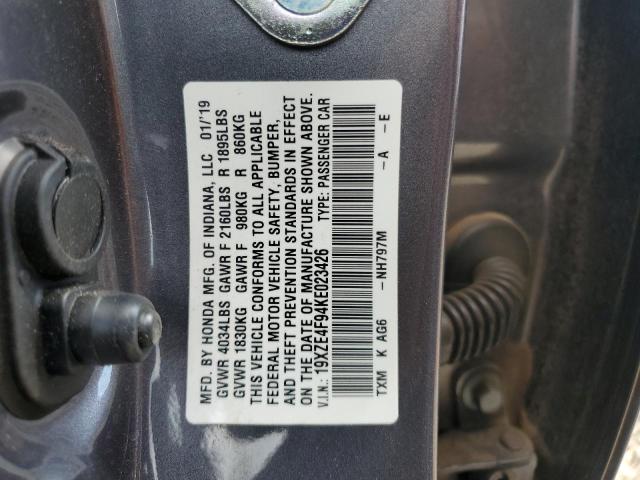 MFD. BY HONDA MFG. OF INDIANA, LLC 01/'19
GVWR 4034LBS GAWR F 2160LBS R 1895LBS
GVWR 1830KG GAWR F 980KG R 860KG
THIS VEHICLE CONFORMS TO ALL APPLICABLE
FEDERAL MOTOR VEHICLE SAFETY, BUMPER,
AND THEFT PREVENTION STANDARDS IN EFFECT
ON THE DATE OF MANUFACTURE SHOWN ABOVE.
V.I.N.: 19XZE4F94KE023426 TYPE: PASSENGER CAR
TXM K AG6 -NH797M -A -E